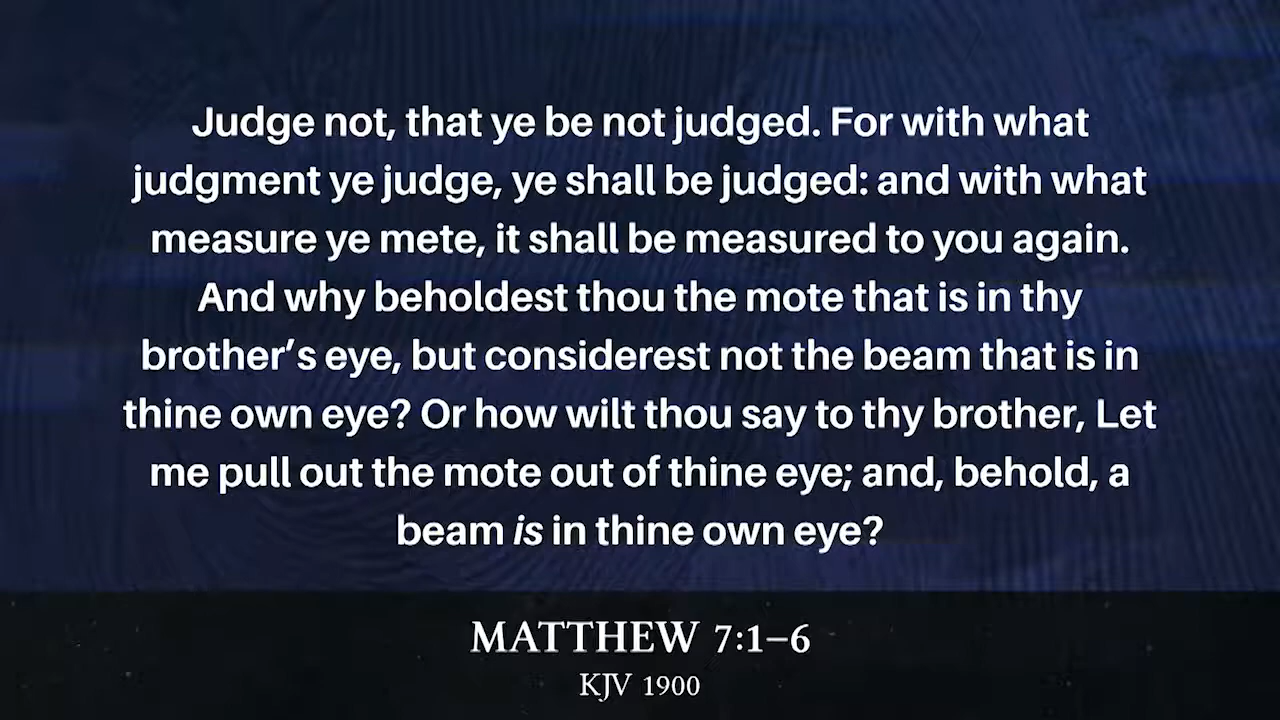 Judge not, that ye be not judged. For with what
judgment ye judge, ye shall be judged: and with what
measure ye mete, it shall be measured to you again.
And why beholdest thou the mote that is in thy
brother’s eye, but considerest not the beam that is in
thine own eye? Or how wilt thou say to thy brother, Let
me pull out the mote out of thine eye; and, behold, a
beam is in thine own eye?
MATTHEW 7:1–6
KJV 1900